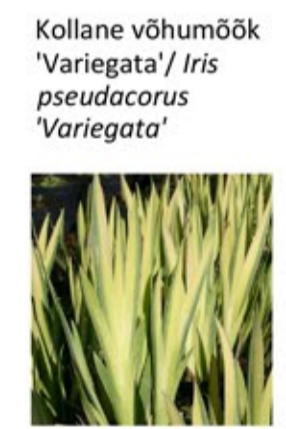 Kollane võhumõõk
'Variegata'/ Iris
pseudacorus
'Variegata'